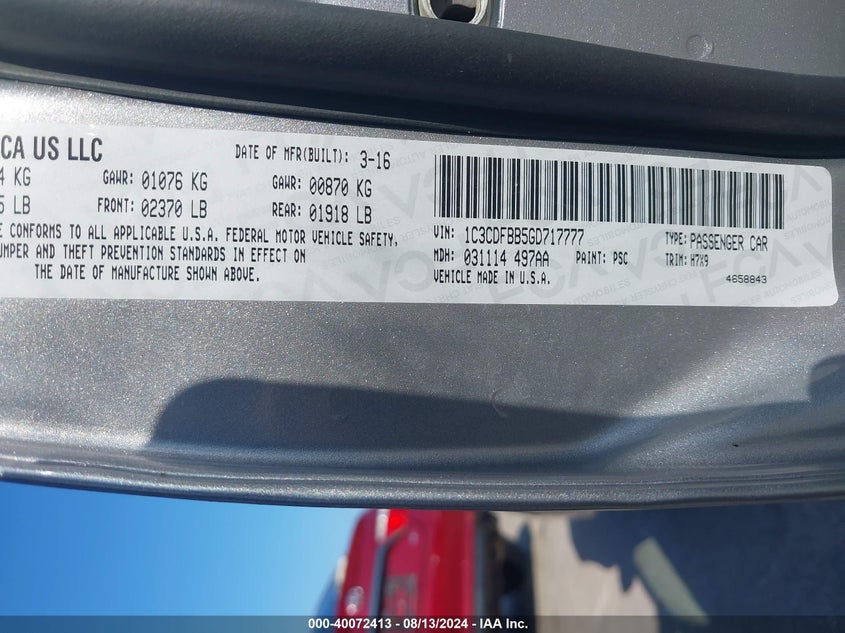 CA US LLC
DATE OF MFR(BUILT): 3-16
4 KG GAWR: 01076 KG GAWR: 00870 KG
LB FRONT: 02370 LB REAR: 01918 LB
E CONFORMS TO ALL APPLICABLE U.S.A. FEDERAL MOTOR VEHICLE SAFETY,
UMPER AND THEFT PREVENTION STANDARDS IN EFFECT ON
THE DATE OF MANUFACTURE SHOWN ABOVE.
VIN: 1C3CDFBB5GD717777 TYPE: PASSENGER CAR
MDH: 031114 497AA PAINT: PSC TRIM: H7X9
VEHICLE MADE IN U.S.A. 4658843
000-40072413 - 08/13/2024 - IAA Inc.